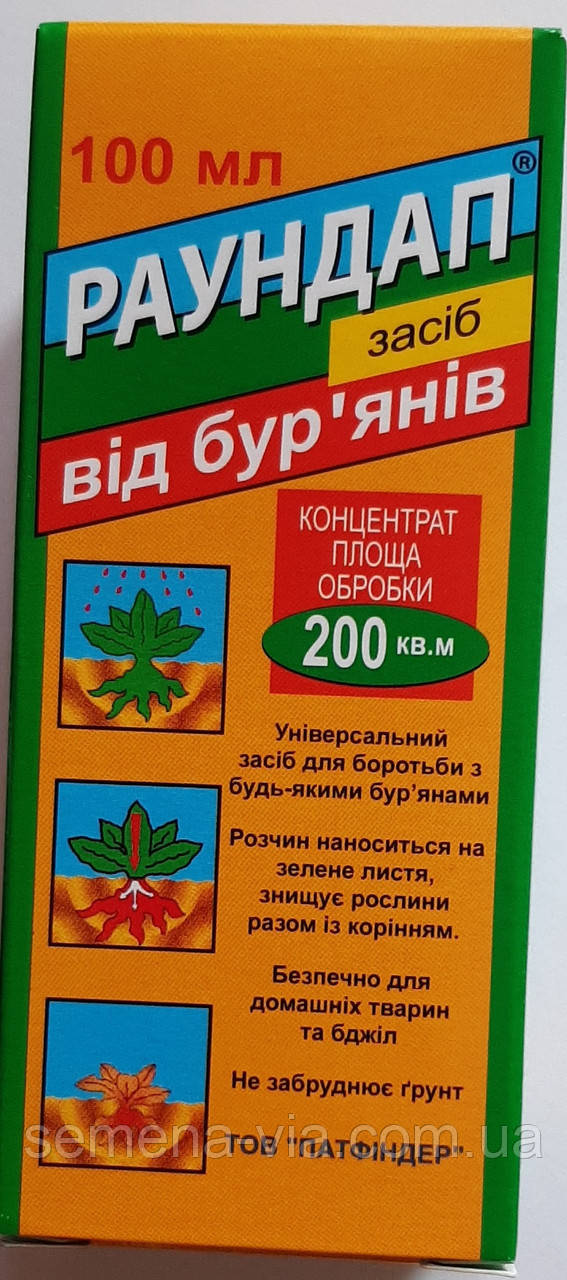 100 мл
РАУНДАП®
засіб
від бур'янів
КОНЦЕНТРАТ
ПЛОЩА
ОБРОБКИ
200 кв.м
Універсальний
засіб для боротьби з
будь-якими бур'янами
Розчин наноситься на
зелене листя,
знищує рослини
разом із корінням.
Безпечно для
домашніх тварин
та бджіл
Не забруднює ґрунт
semena-via.com.ua
ТОВ "ПАТФІНДЕР"